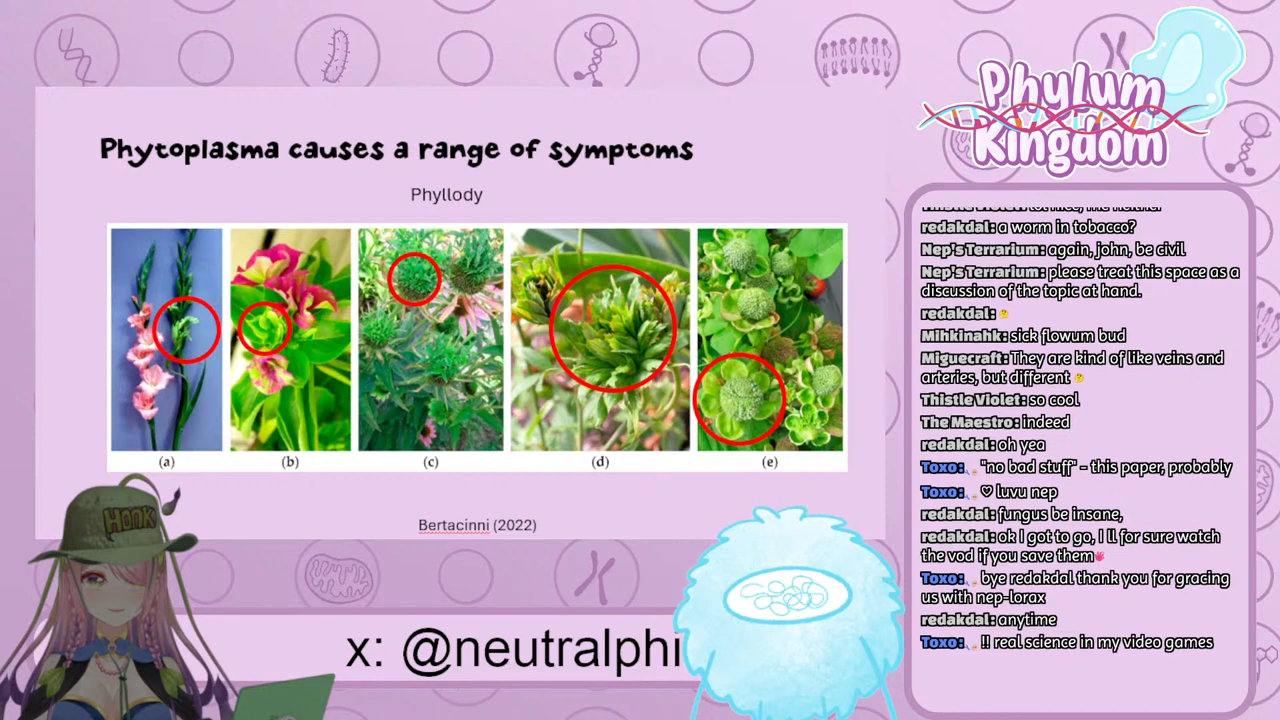 Phylum
Kingdom
Phytoplasma causes a range of symptoms
Phyllody
(a)
(b)
(c)
(d)
(e)
Bertacinni (2022)
Honk
x: @neutralphi
redakdal: a worm in tobacco?
Nep's Terrarium: again, john, be civil
Nep's Terrarium: please treat this space as a
discussion of the topic at hand.
redakdal: 🤔
Mihkinahk: sick flowum bud
Miguecraft: They are kind of like veins and
arteries, but different 🤔
Thistle Violet: so cool
The Maestro: indeed
redakdal: oh yea
Toxo: "no bad stuff" - this paper, probably
Toxo: ♡ luvu nep
redakdal: fungus be insane,
redakdal: ok I got to go, I ll for sure watch
the vod if you save them
Toxo: bye redakdal thank you for gracing
us with nep-lorax
redakdal: anytime
Toxo: !! real science in my video games